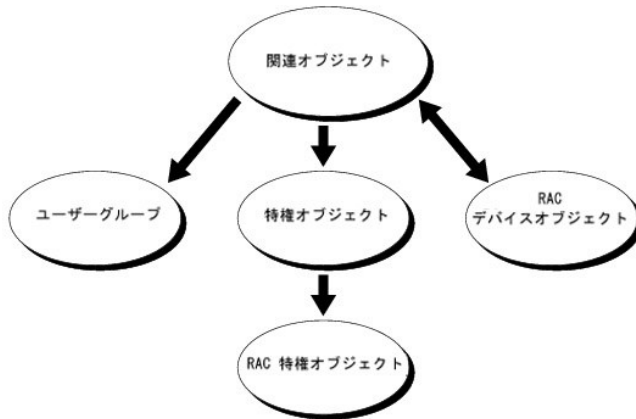 関連オブジェクト
ユーザーグループ
特権オブジェクト
RAC
デバイスオブジェクト
RAC 特権オブジェクト